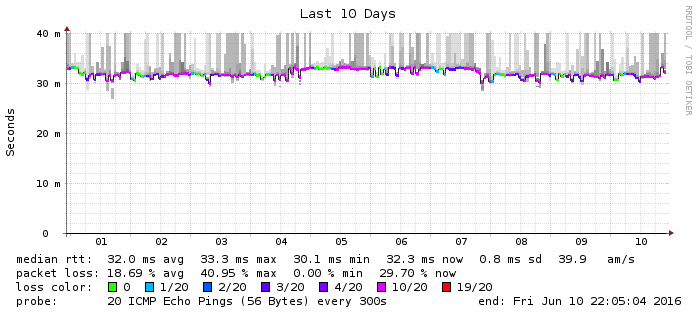 Last 10 Days
RRDTOOL / TOBI OETIKER
Seconds
40 m
30 m
20 m
10 m
0
01 02 03 04 05 06 07 08 09 10
median rtt: 32.0 ms avg 33.3 ms max 30.1 ms min 32.3 ms now 0.8 ms sd 39.9 am/s
packet loss: 18.69 % avg 40.95 % max 0.00 % min 29.70 % now
loss color: 0 1/20 2/20 3/20 4/20 10/20 19/20
probe: 20 ICMP Echo Pings (56 Bytes) every 300s end: Fri Jun 10 22:05:04 2016